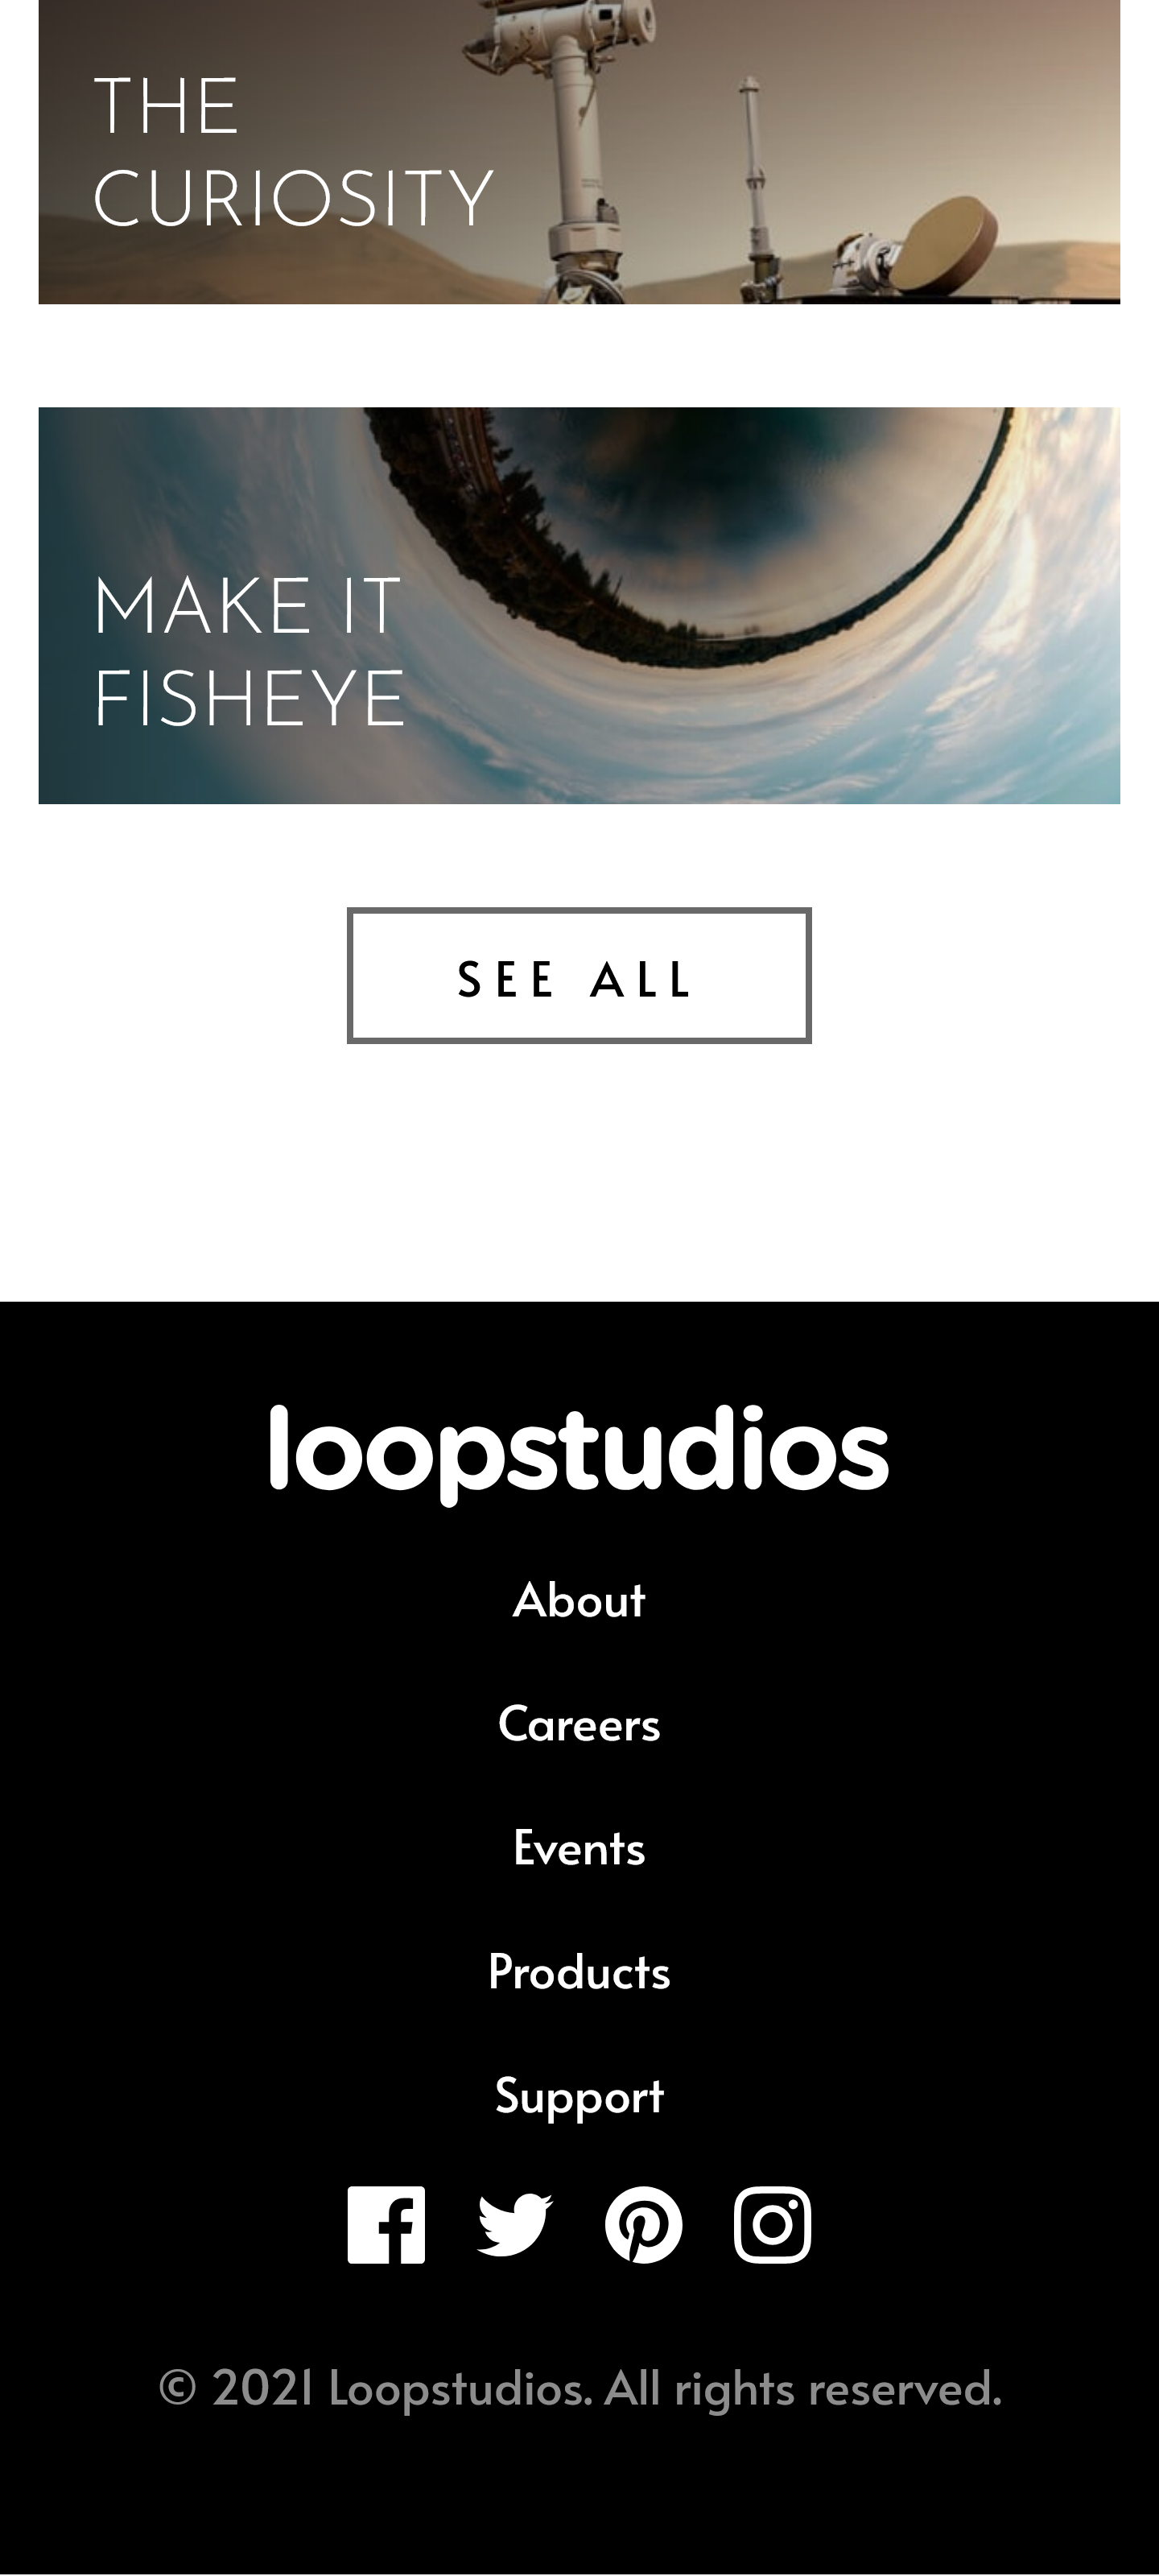 THE
CURIOSITY
MAKE IT
FISHEYE
SEE ALL
loopstudios
About
Careers
Events
Products
Support
© 2021 Loopstudios. All rights reserved.